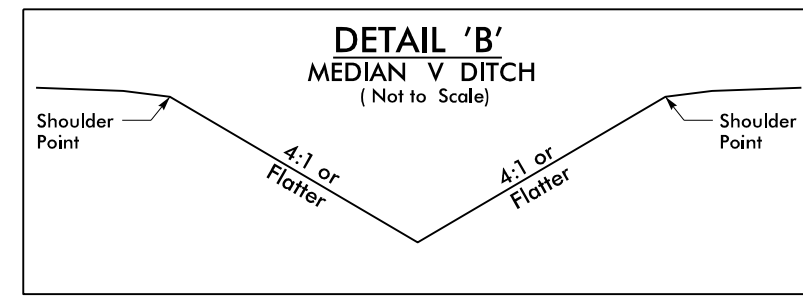 DETAIL 'B'
MEDIAN V DITCH
( Not to Scale)
Shoulder
Point
4:1 or
Flatter
4:1 or
Flatter
Shoulder
Point